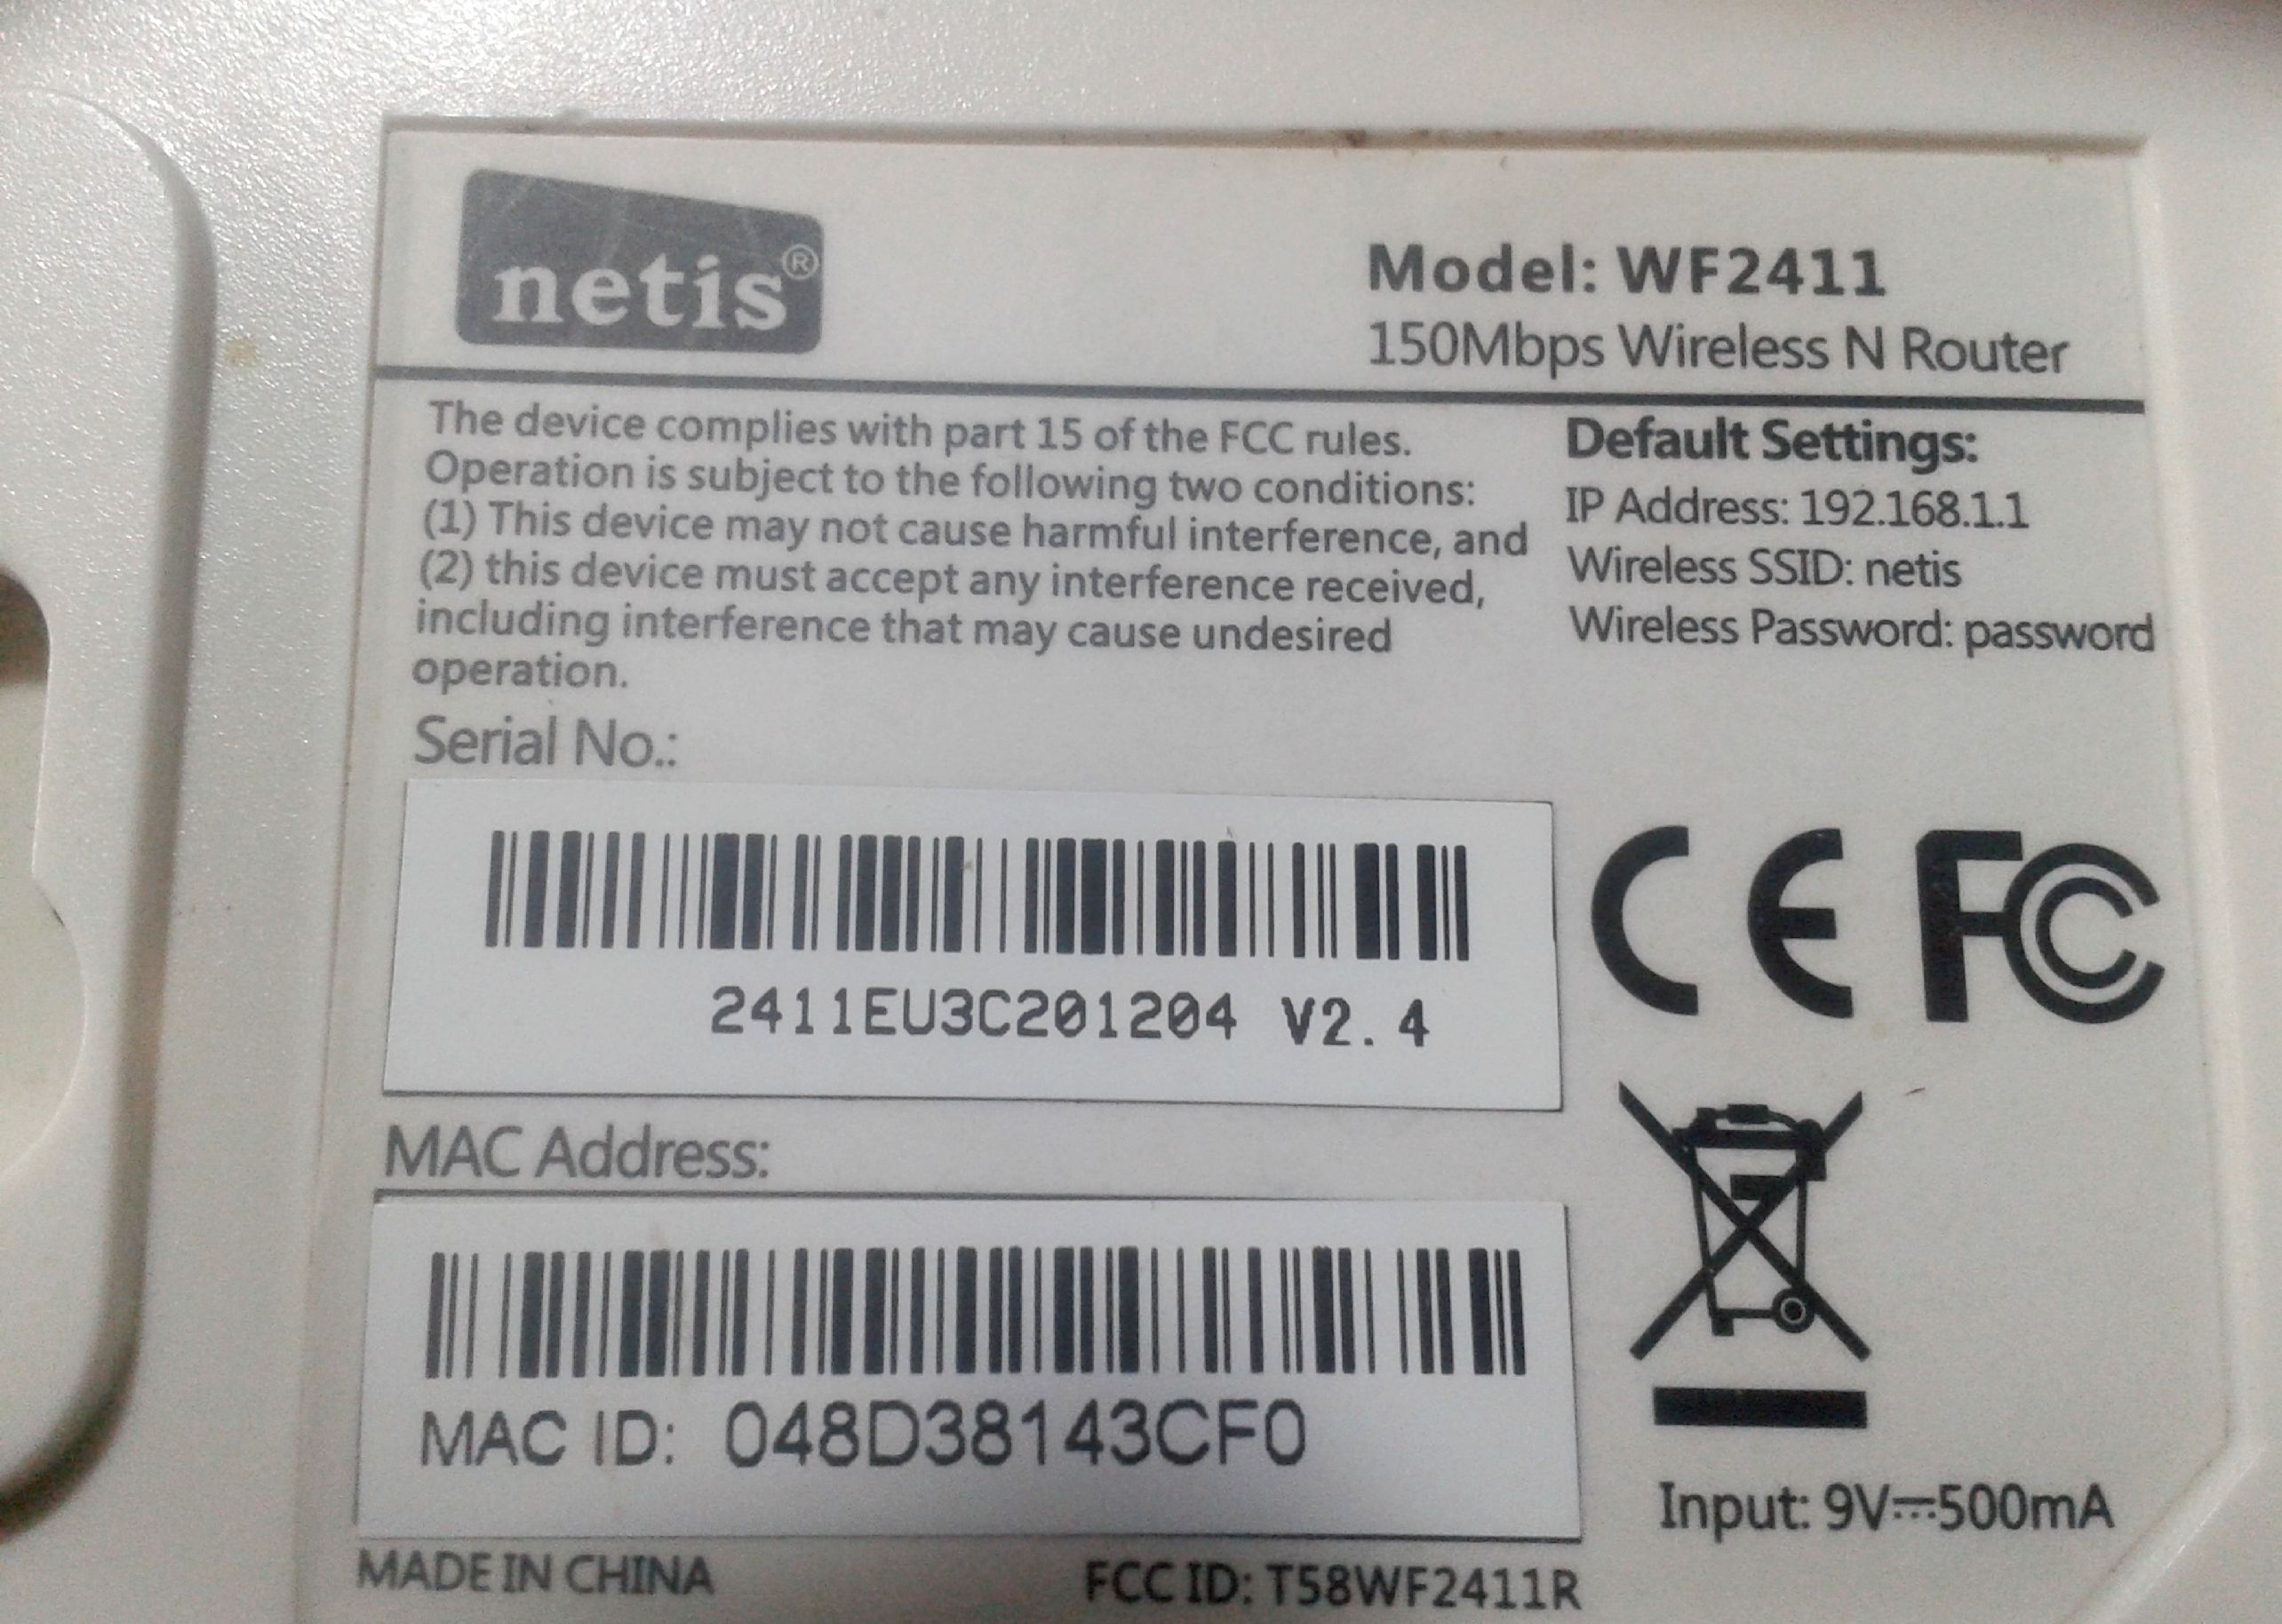 netis®
Model: WF2411
150Mbps Wireless N Router
The device complies with part 15 of the FCC rules.
Operation is subject to the following two conditions:
(1) This device may not cause harmful interference, and
(2) this device must accept any interference received,
including interference that may cause undesired
operation.
Default Settings:
IP Address: 192.168.1.1
Wireless SSID: netis
Wireless Password: password
Serial No.:
2411EU3C201204 V2.4
CE FC
MAC Address:
MAC ID: 048D38143CF0
Input: 9V⎓500mA
MADE IN CHINA
FCC ID: T58WF2411R